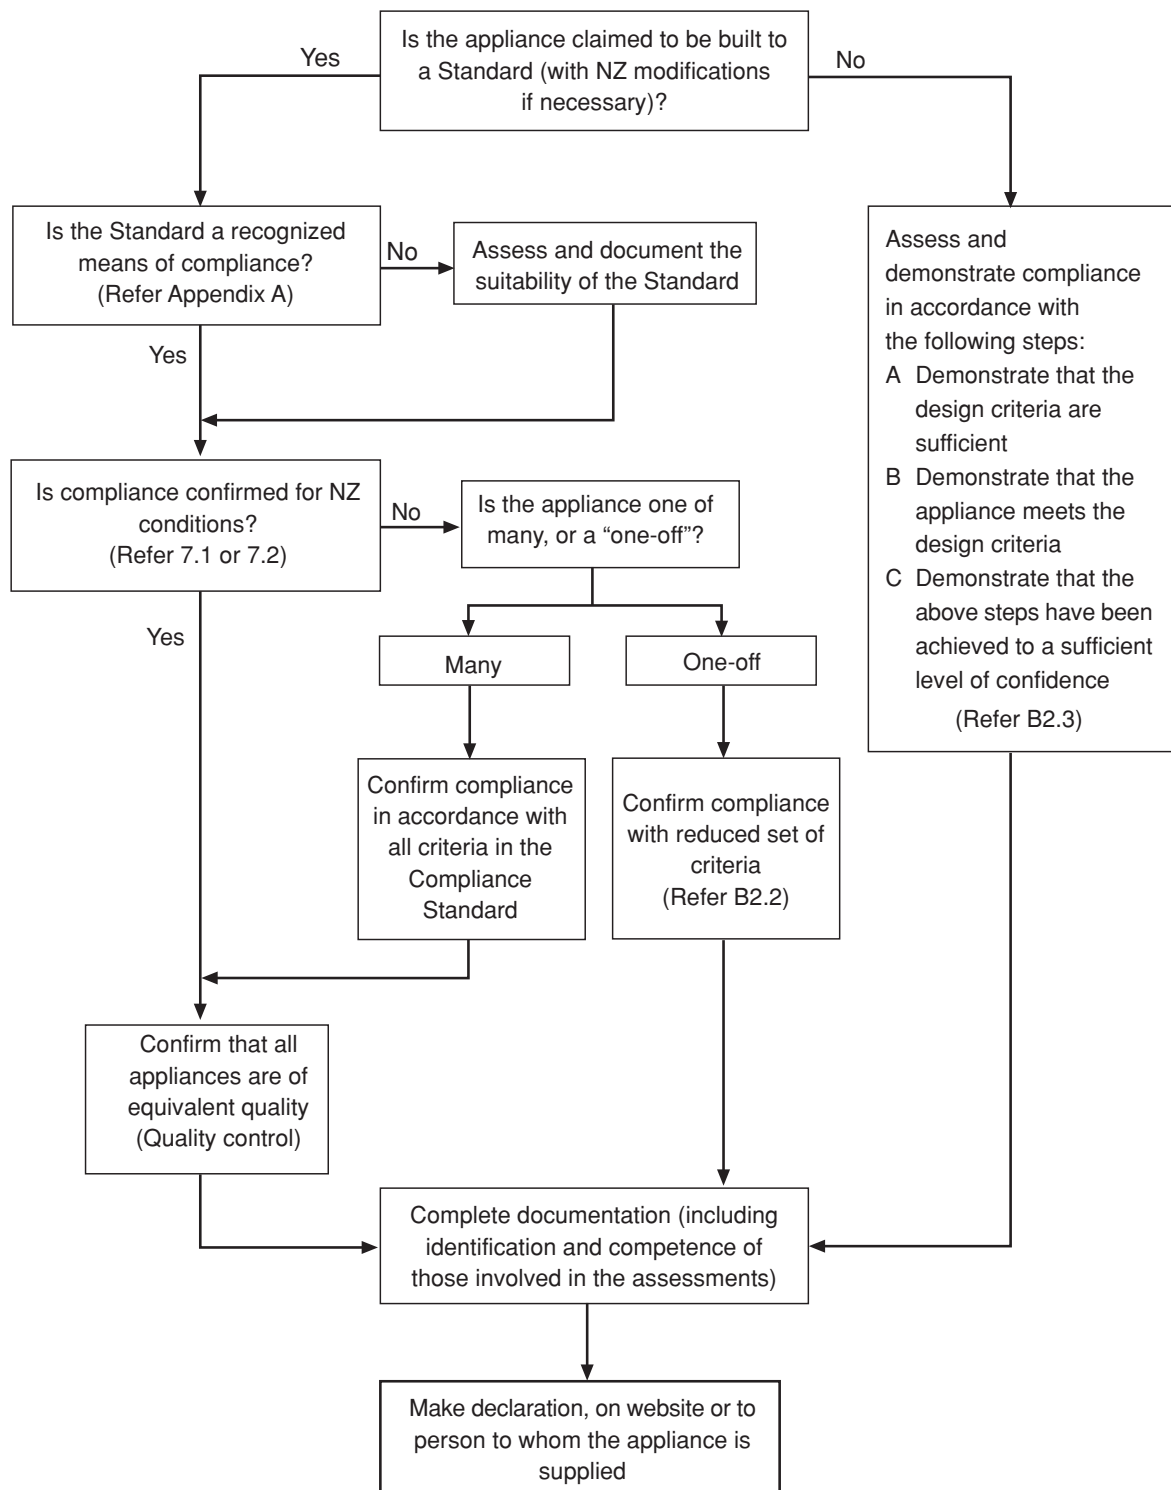 Is the appliance claimed to be built to
a Standard (with NZ modifications
if necessary)?
Yes
No
Is the Standard a recognized
means of compliance?
(Refer Appendix A)
No
Assess and document the
suitability of the Standard
Yes
Assess and
demonstrate compliance
in accordance with
the following steps:
A Demonstrate that the
design criteria are
sufficient
B Demonstrate that the
appliance meets the
design criteria
C Demonstrate that the
above steps have been
achieved to a sufficient
level of confidence
(Refer B2.3)
Is compliance confirmed for NZ
conditions?
(Refer 7.1 or 7.2)
No
Is the appliance one of
many, or a “one-off”?
Yes
Many
One-off
Confirm compliance
in accordance with
all criteria in the
Compliance
Standard
Confirm compliance
with reduced set of
criteria
(Refer B2.2)
Confirm that all
appliances are of
equivalent quality
(Quality control)
Complete documentation (including
identification and competence of
those involved in the assessments)
Make declaration, on website or to
person to whom the appliance is
supplied